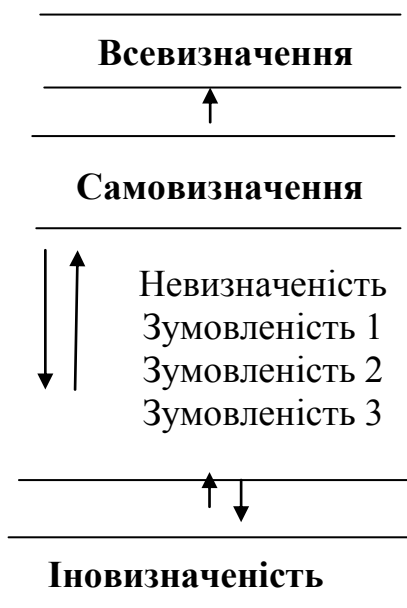 Всевизначення
Самовизначення
Невизначеність
Зумовленість 1
Зумовленість 2
Зумовленість 3
Іновизначеність